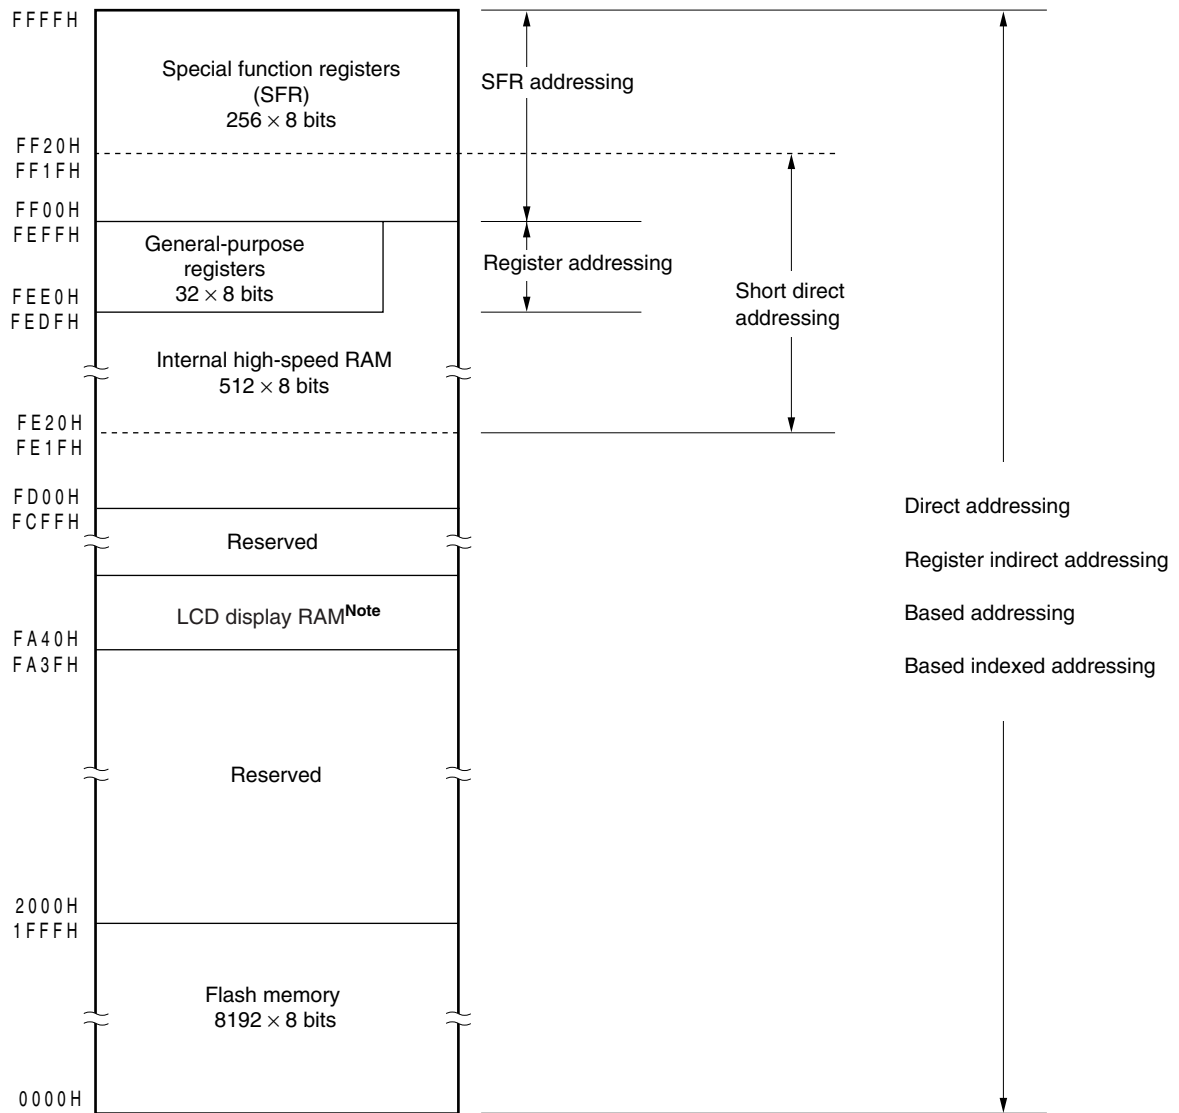 FFFFH
Special function registers
(SFR)
256 × 8 bits
SFR addressing
FF20H
FF1FH
FF00H
FEFFH
General-purpose
registers
32 × 8 bits
Register addressing
FEE0H
FEDFH
Short direct
addressing
Internal high-speed RAM
512 × 8 bits
FE20H
FE1FH
FD00H
FCFFH
Reserved
Direct addressing
Register indirect addressing
Based addressing
Based indexed addressing
LCD display RAMNote
FA40H
FA3FH
Reserved
2000H
1FFFH
Flash memory
8192 × 8 bits
0000H